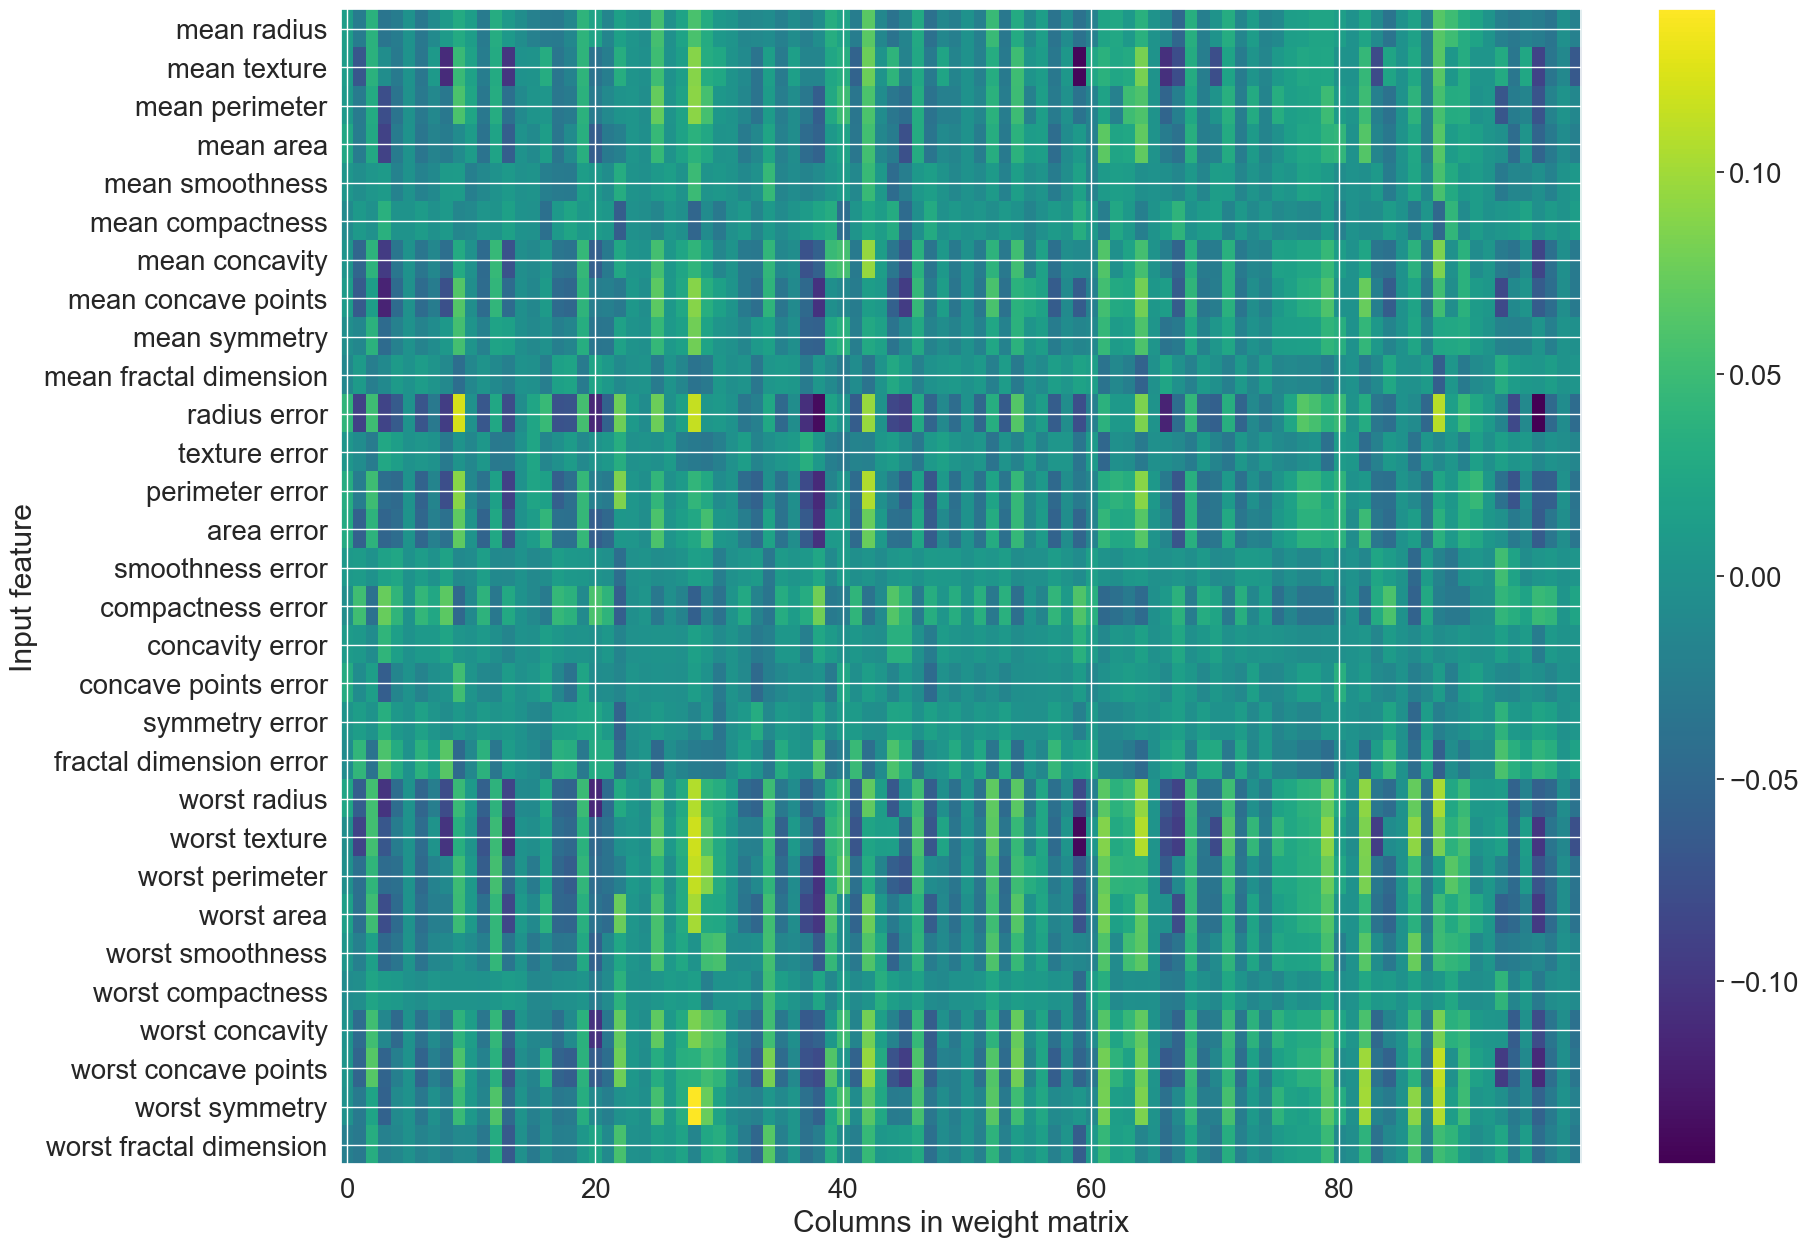 mean radius
mean texture
mean perimeter
mean area
mean smoothness
mean compactness
mean concavity
mean concave points
mean symmetry
mean fractal dimension
radius error
texture error
perimeter error
area error
smoothness error
compactness error
concavity error
concave points error
symmetry error
fractal dimension error
worst radius
worst texture
worst perimeter
worst area
worst smoothness
worst compactness
worst concavity
worst concave points
worst symmetry
worst fractal dimension
Input feature
0 20 40 60 80
Columns in weight matrix
0.10
0.05
0.00
−0.05
−0.10